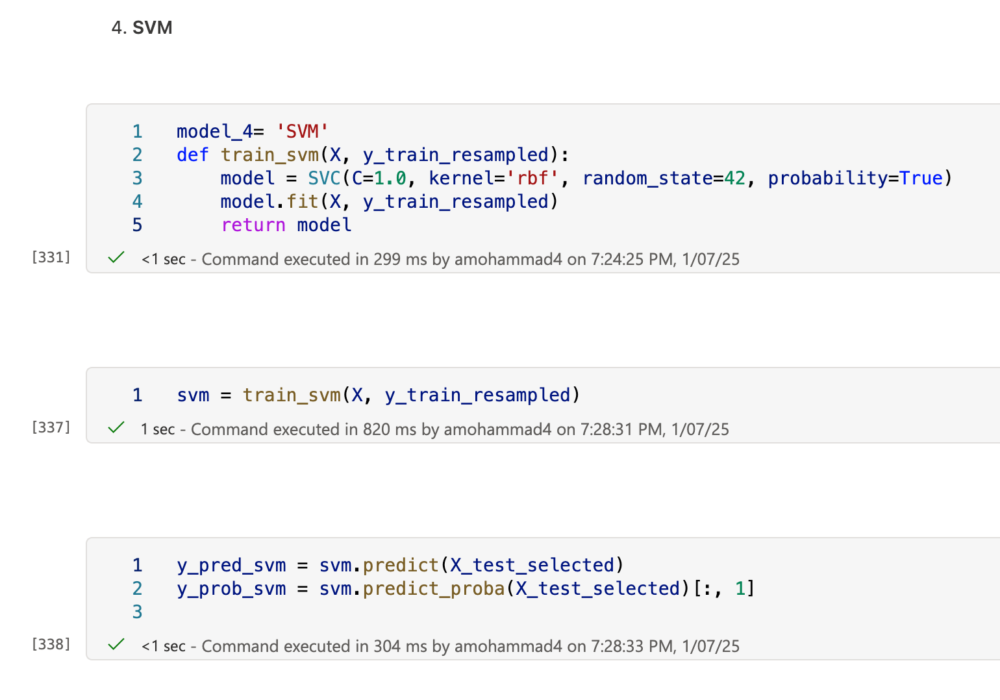 4. SVM
1 model_4= 'SVM'
2 def train_svm(X, y_train_resampled):
3     model = SVC(C=1.0, kernel='rbf', random_state=42, probability=True)
4     model.fit(X, y_train_resampled)
5     return model
[331] <1 sec - Command executed in 299 ms by amohammad4 on 7:24:25 PM, 1/07/25
1 svm = train_svm(X, y_train_resampled)
[337] 1 sec - Command executed in 820 ms by amohammad4 on 7:28:31 PM, 1/07/25
1 y_pred_svm = svm.predict(X_test_selected)
2 y_prob_svm = svm.predict_proba(X_test_selected)[:, 1]
3
[338] <1 sec - Command executed in 304 ms by amohammad4 on 7:28:33 PM, 1/07/25